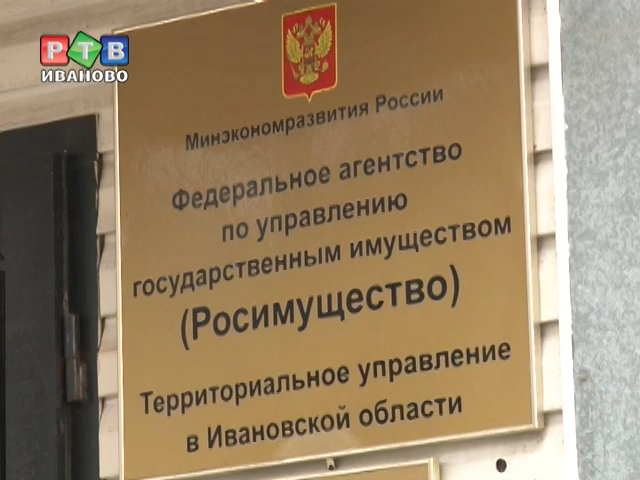 РТВ
ИВАНОВО
Минэкономразвития России
Федеральное агентство
по управлению
государственным имуществом
(Росимущество)
Территориальное управление
в Ивановской области